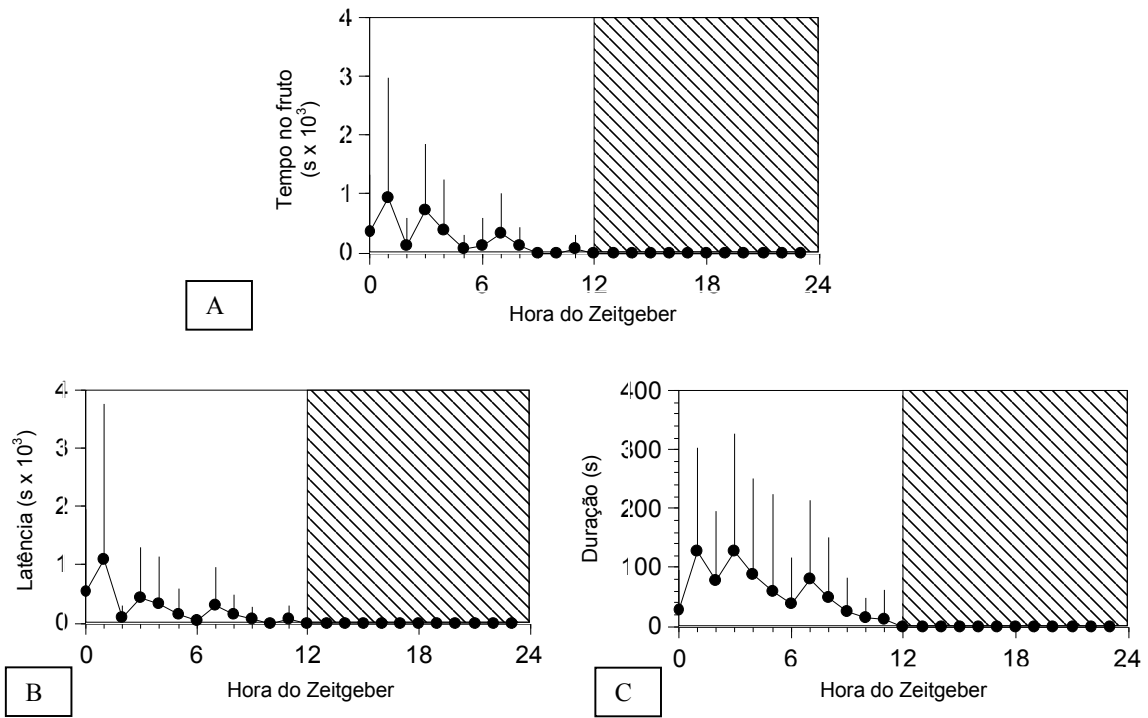 4
3
2
1
0
Tempo no fruto
(s x 10³)
0 6 12 18 24
Hora do Zeitgeber
A
4
3
2
1
0
Latência (s x 10³)
0 6 12 18 24
Hora do Zeitgeber
B
400
300
200
100
0
Duração (s)
0 6 12 18 24
Hora do Zeitgeber
C